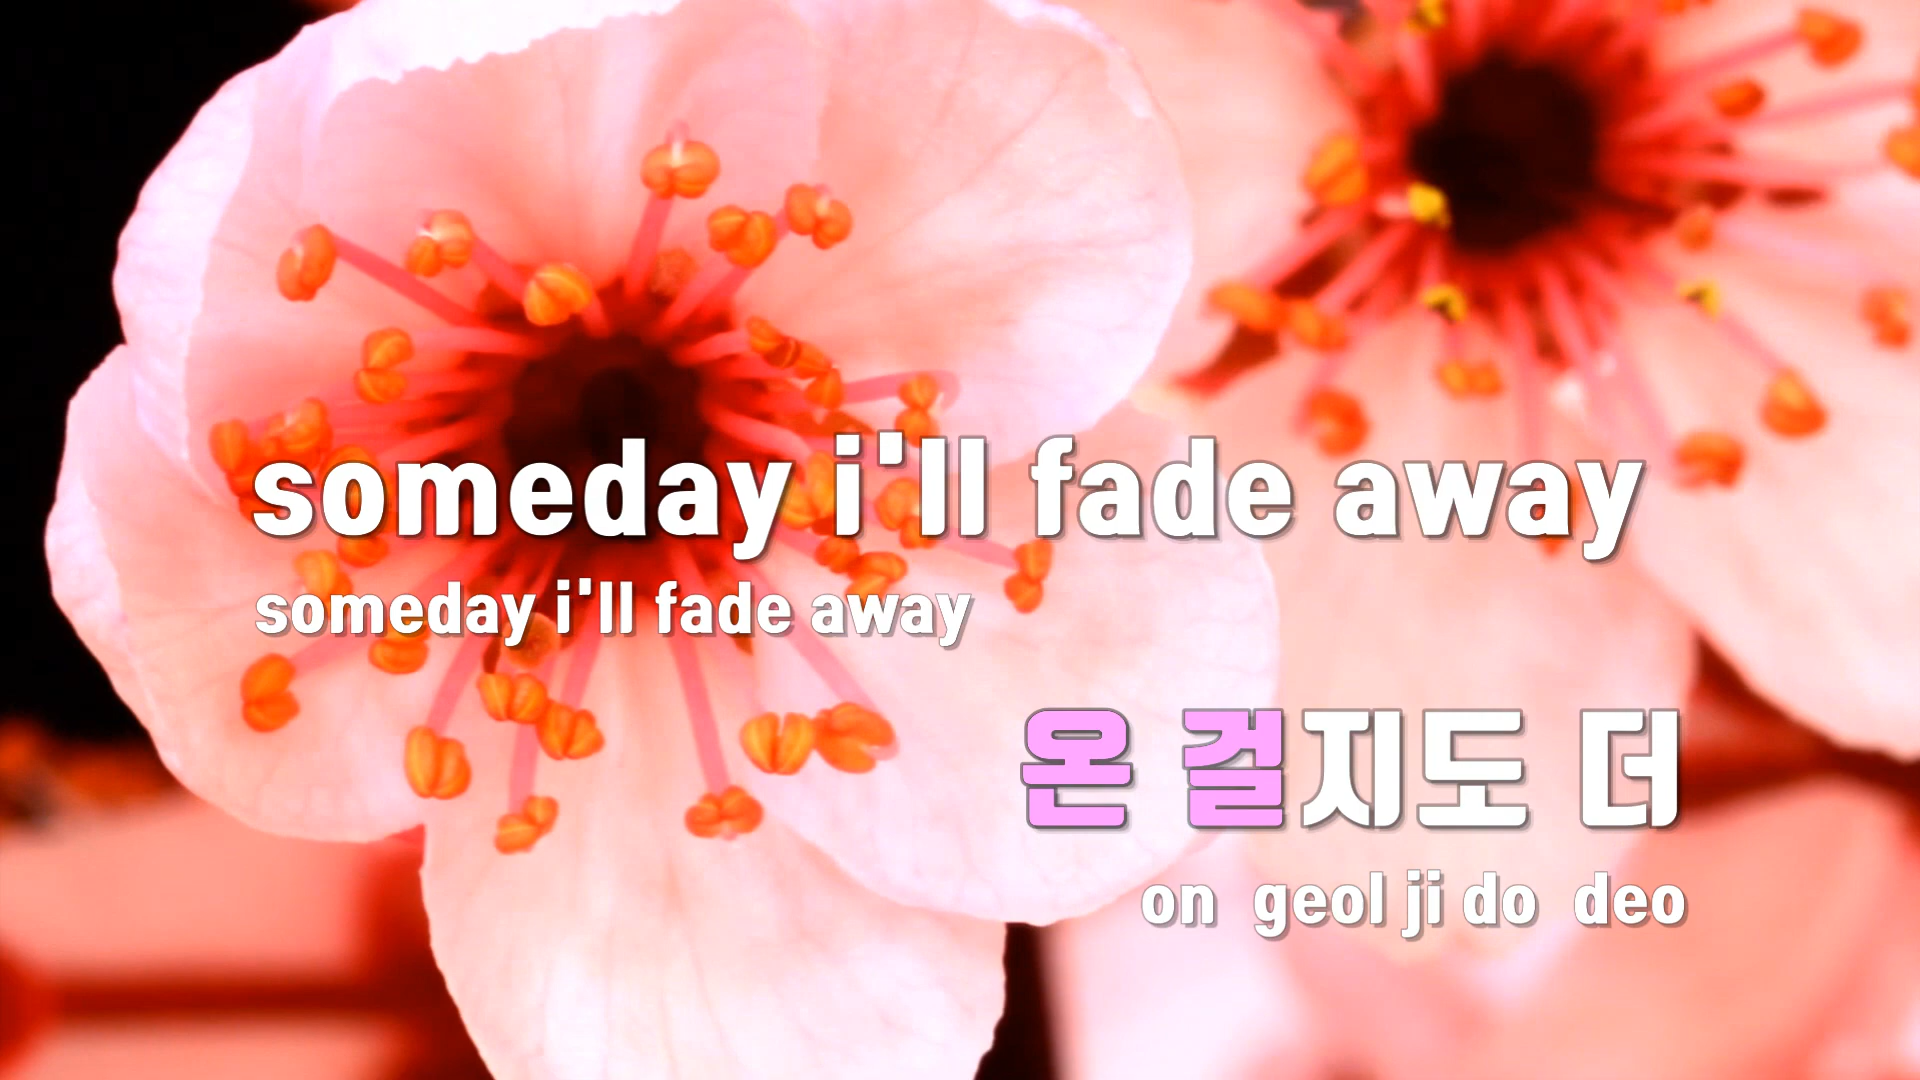 someday i'll fade away
someday i'll fade away
온 걸지도 더
on geol ji do deo